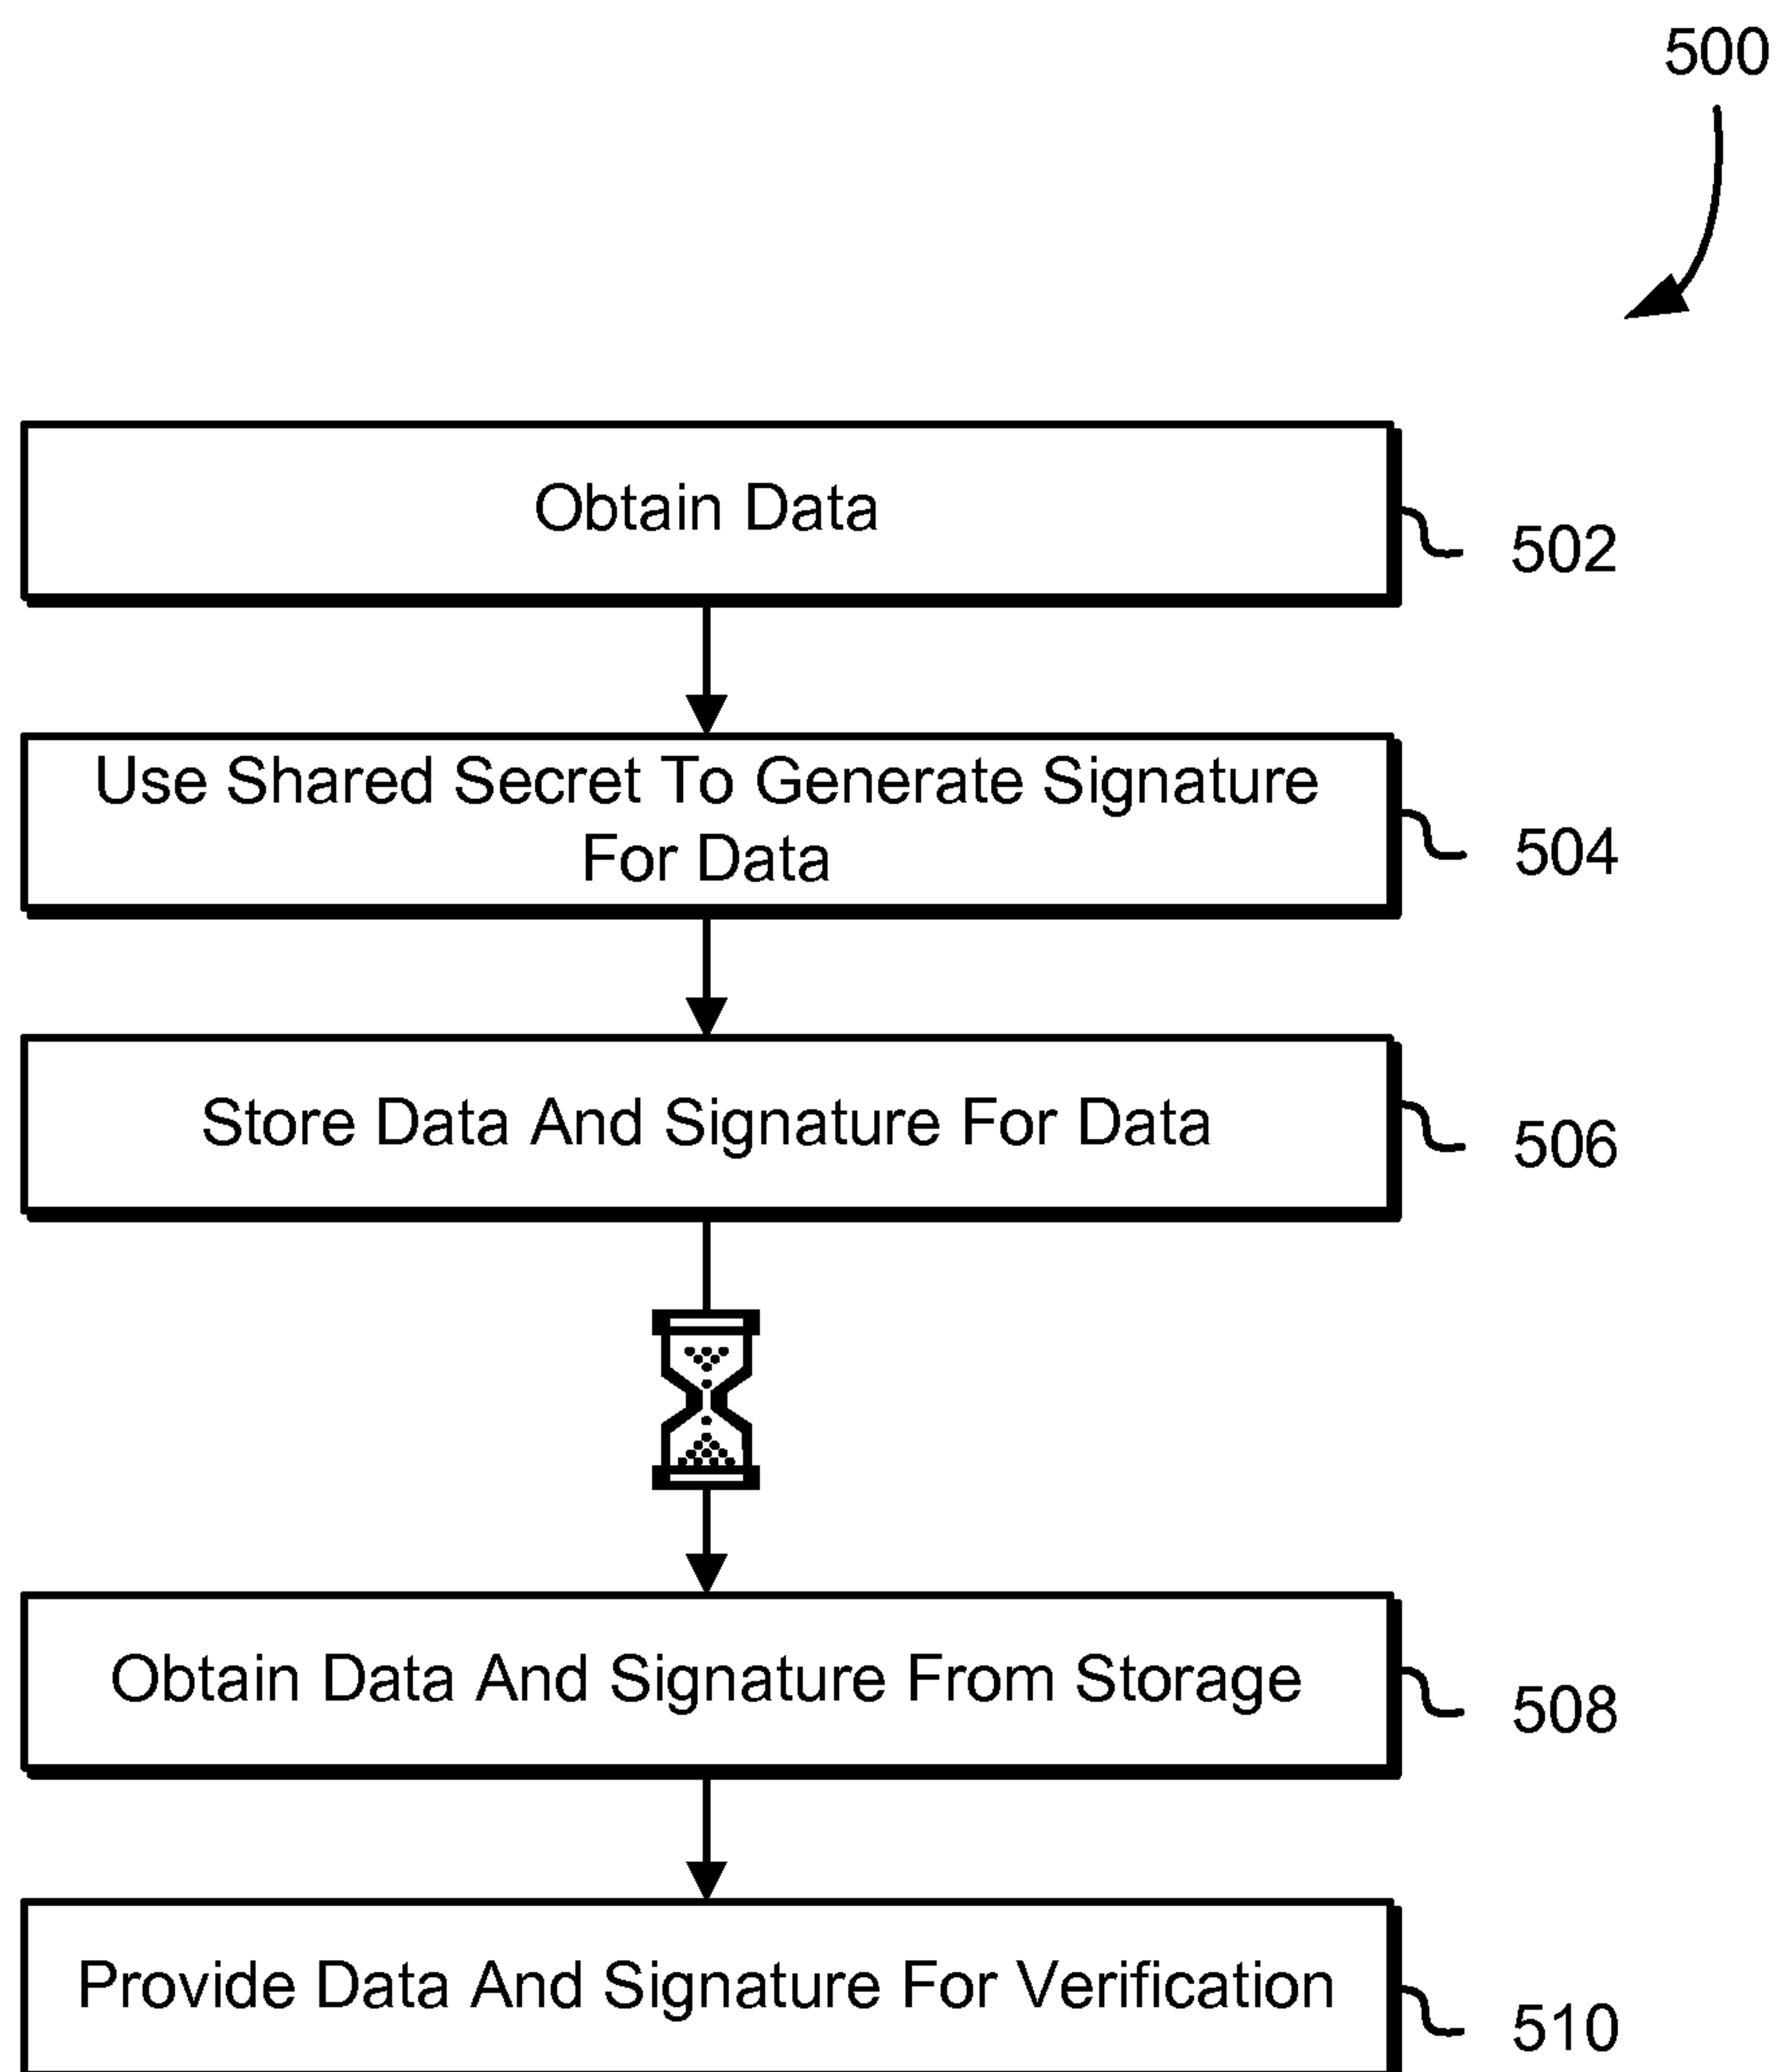 500
Obtain Data
502
Use Shared Secret To Generate Signature
For Data
504
Store Data And Signature For Data
506
Obtain Data And Signature From Storage
508
Provide Data And Signature For Verification
510